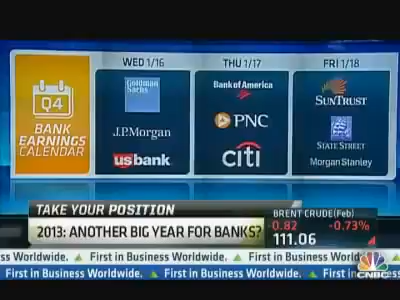 Q4
BANK
EARNINGS
CALENDAR
WED 1/16
Goldman
Sachs
J.P.Morgan
usbank
THU 1/17
Bank of America
PNC
citi
FRI 1/18
SUNTRUST
STATE STREET
Morgan Stanley
TAKE YOUR POSITION
2013: ANOTHER BIG YEAR FOR BANKS?
BRENT CRUDE(Feb)
-0.82 -0.73%
111.06
ss Worldwide. First in Business Worldwide. First in Business Worldwide. First in
Business Worldwide. First in Business Worldwide. First in Business Worldwide.
CNBC